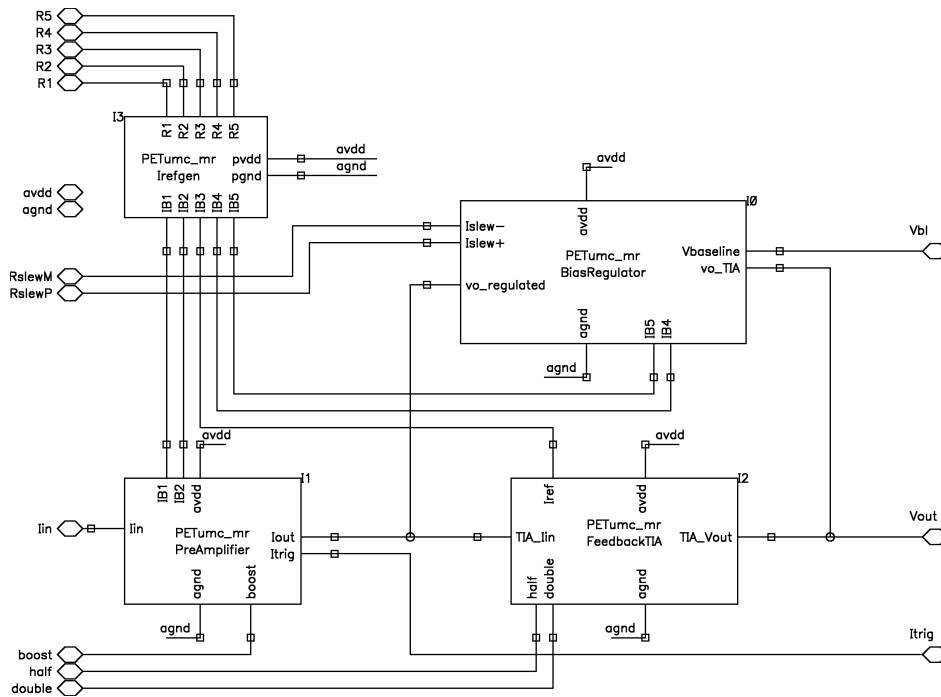 R5
R4
R3
R2
R1
I3
R1 R2 R3 R4 R5
PETumc_mr
Irefgen
pvdd
pgnd
avdd
agnd
IB1 IB2 IB3 IB4 IB5
avdd
agnd
RslewM
RslewP
avdd
I0
avdd
Islew-
Islew+
vo_regulated
PETumc_mr
BiasRegulator
Vbaseline
vo_TIA
Vbl
agnd
IB5 IB4
agnd
avdd
avdd
I1
I2
IB1 IB2 avdd
Iref
avdd
Iin
Iin
PETumc_mr
PreAmplifier
Iout
Itrig
TIA_Iin
PETumc_mr
FeedbackTIA
TIA_Vout
Vout
agnd
boost
half
double
agnd
agnd
agnd
Itrig
boost
half
double